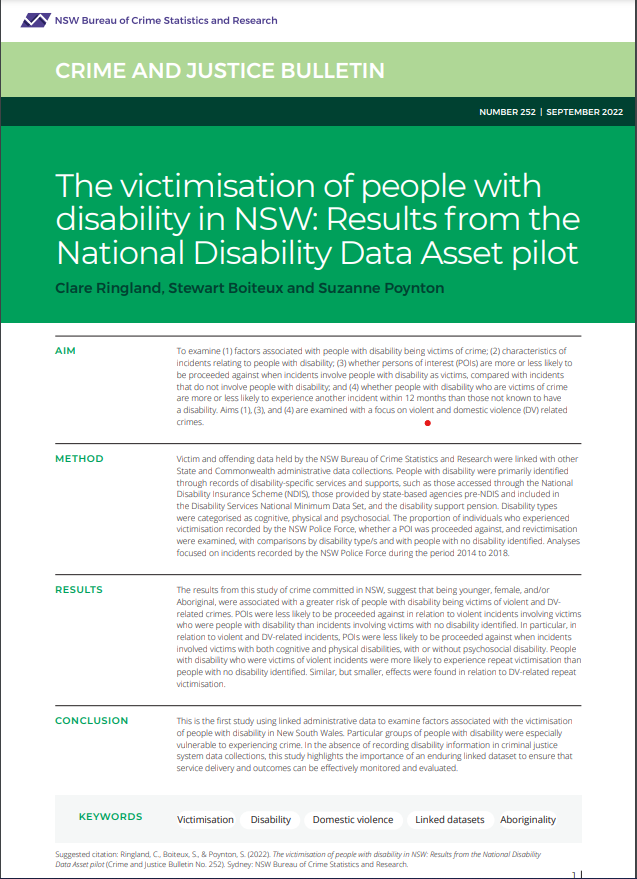 NSW Bureau of Crime Statistics and Research
CRIME AND JUSTICE BULLETIN
NUMBER 252 | SEPTEMBER 2022
The victimisation of people with
disability in NSW: Results from the
National Disability Data Asset pilot
Clare Ringland, Stewart Boiteux and Suzanne Poynton
AIM
To examine (1) factors associated with people with disability being victims of crime; (2) characteristics of
incidents relating to people with disability; (3) whether persons of interest (POIs) are more or less likely to
be proceeded against when incidents involve people with disability as victims, compared with incidents
that do not involve people with disability; and (4) whether people with disability who are victims of crime
are more or less likely to experience another incident within 12 months than those not known to have
a disability. Aims (1), (3), and (4) are examined with a focus on violent and domestic violence (DV) related
crimes.
METHOD
Victim and offending data held by the NSW Bureau of Crime Statistics and Research were linked with other
State and Commonwealth administrative data collections. People with disability were primarily identified
through records of disability-specific services and supports, such as those accessed through the National
Disability Insurance Scheme (NDIS), those provided by state-based agencies pre-NDIS and included in
the Disability Services National Minimum Data Set, and the disability support pension. Disability types
were categorised as cognitive, physical and psychosocial. The proportion of individuals who experienced
victimisation recorded by the NSW Police Force, whether a POI was proceeded against, and revictimisation
were examined, with comparisons by disability type/s and with people with no disability identified. Analyses
focused on incidents recorded by the NSW Police Force during the period 2014 to 2018.
RESULTS
The results from this study of crime committed in NSW, suggest that being younger, female, and/or
Aboriginal, were associated with a greater risk of people with disability being victims of violent and DV-
related crimes. POIs were less likely to be proceeded against in relation to violent incidents involving victims
who were people with disability than incidents involving victims with no disability identified. In particular, in
relation to violent and DV-related incidents, POIs were less likely to be proceeded against when incidents
involved victims with both cognitive and physical disabilities, with or without psychosocial disability. People
with disability who were victims of violent incidents were more likely to experience repeat victimisation than
people with no disability identified. Similar, but smaller, effects were found in relation to DV-related repeat
victimisation.
CONCLUSION
This is the first study using linked administrative data to examine factors associated with the victimisation
of people with disability in New South Wales. Particular groups of people with disability were especially
vulnerable to experiencing crime. In the absence of recording disability information in criminal justice
system data collections, this study highlights the importance of an enduring linked dataset to ensure that
service delivery and outcomes can be effectively monitored and evaluated.
KEYWORDS
Victimisation Disability Domestic violence Linked datasets Aboriginality
Suggested citation: Ringland, C., Boiteux, S., & Poynton, S. (2022). The victimisation of people with disability in NSW: Results from the National Disability
Data Asset pilot (Crime and Justice Bulletin No. 252). Sydney: NSW Bureau of Crime Statistics and Research.
1 |